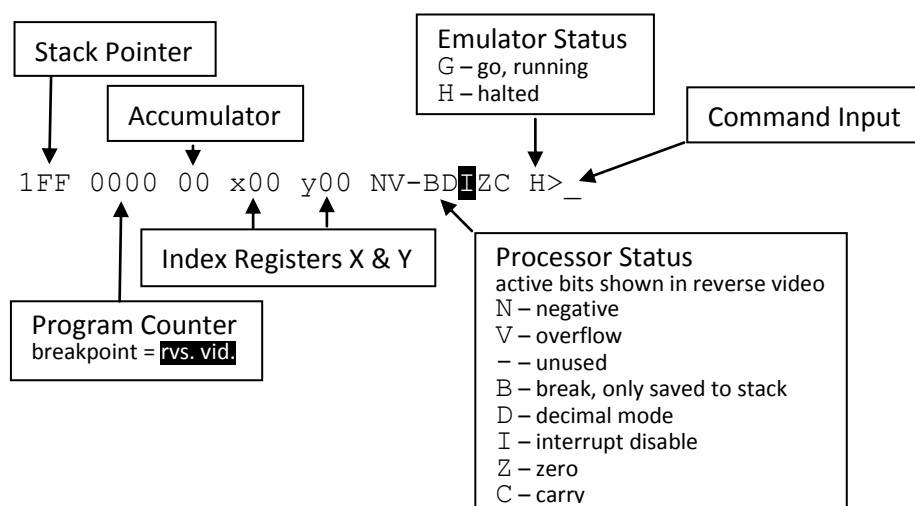 Stack Pointer
Accumulator
Emulator Status
G – go, running
H – halted
Command Input
1FF 0000 00 x00 y00 NV-BDIZC H>_
Index Registers X & Y
Program Counter
breakpoint = rvs. vid.
Processor Status
active bits shown in reverse video
N – negative
V – overflow
– – unused
B – break, only saved to stack
D – decimal mode
I – interrupt disable
Z – zero
C – carry